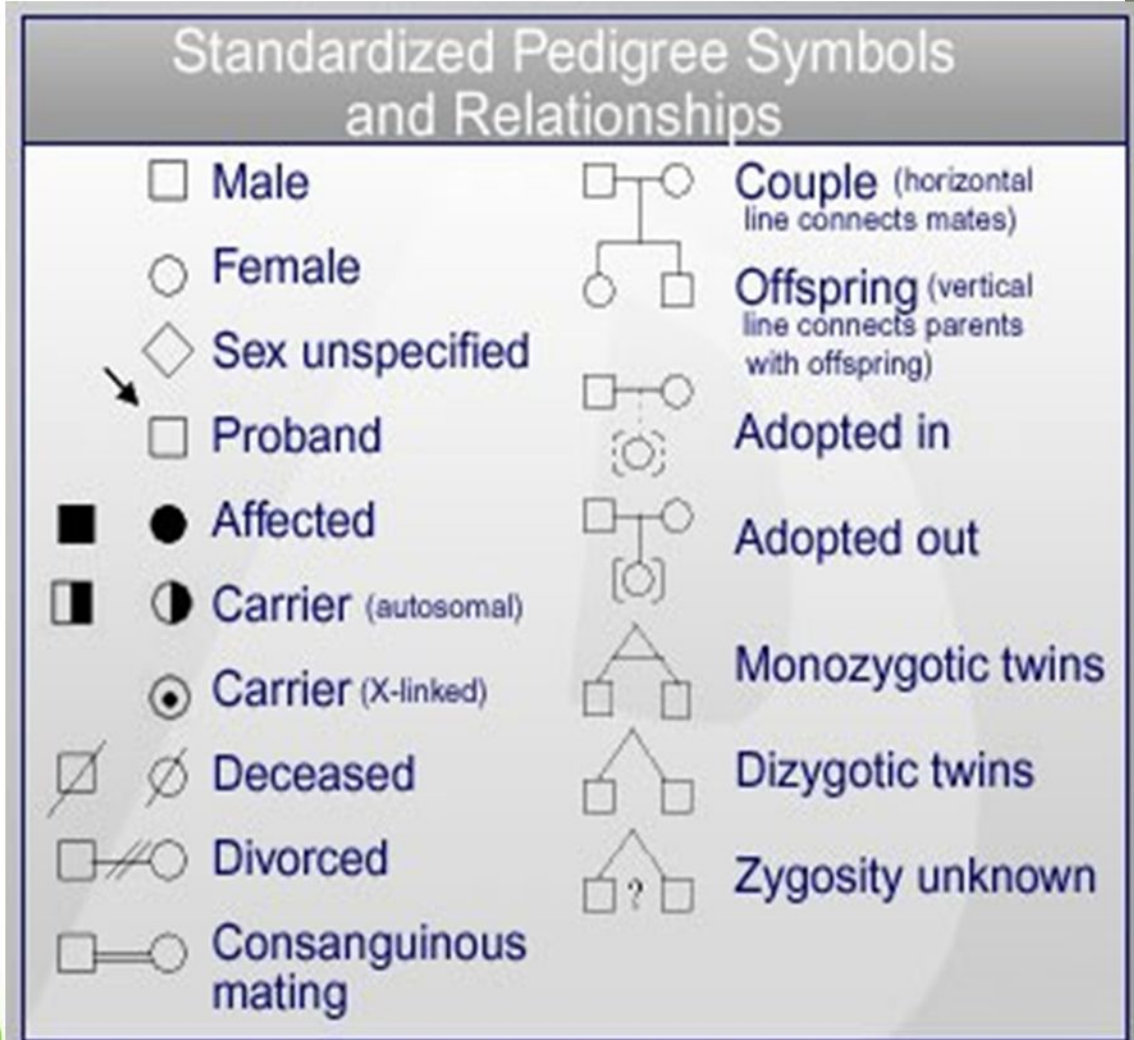 Standardized Pedigree Symbols
and Relationships
Male
Female
Sex unspecified
Proband
Affected
Carrier (autosomal)
Carrier (X-linked)
Deceased
Divorced
Consanguinous
mating
Couple (horizontal
line connects mates)
Offspring (vertical
line connects parents
with offspring)
Adopted in
Adopted out
Monozygotic twins
Dizygotic twins
?
Zygosity unknown